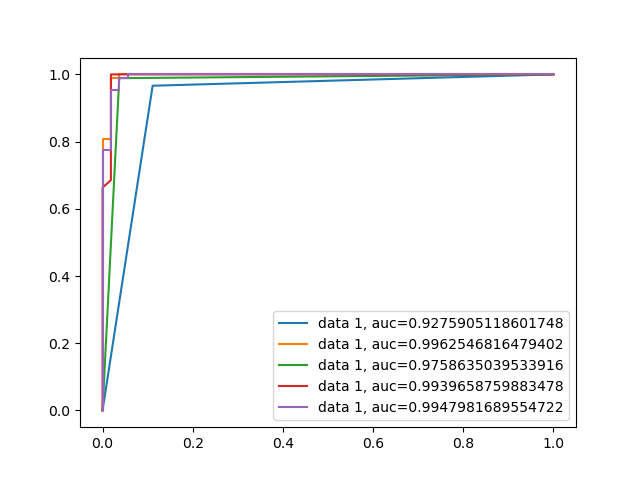 1.0
0.8
0.6
0.4
0.2
0.0
data 1, auc=0.9275905118601748
data 1, auc=0.9962546816479402
data 1, auc=0.9758635039533916
data 1, auc=0.9939658759883478
data 1, auc=0.9947981689554722
0.0 0.2 0.4 0.6 0.8 1.0